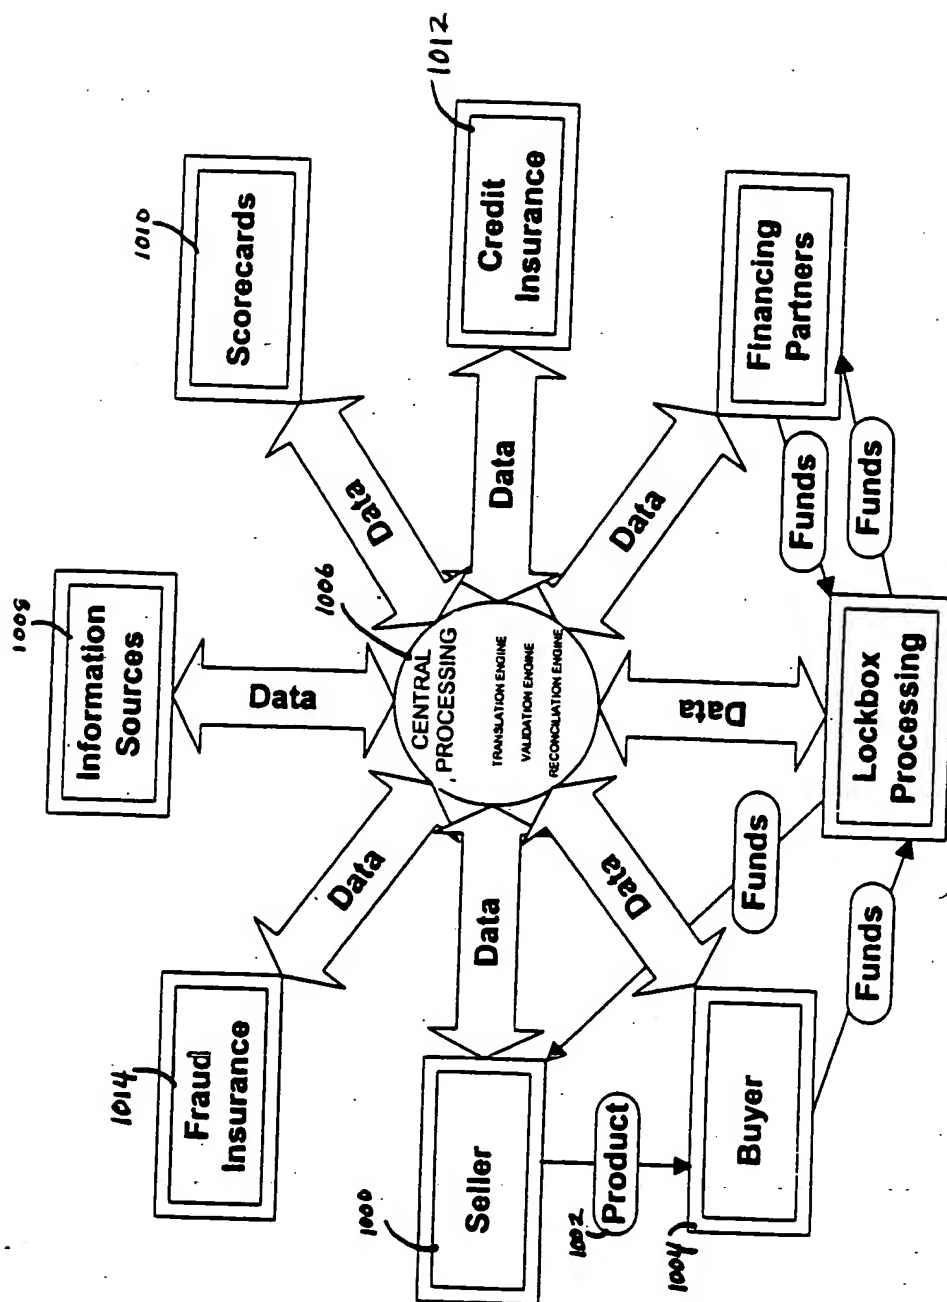 1008
Information
Sources
1014
Fraud
Insurance
1010
Scorecards
Data
Data
Data
1006
CENTRAL
PROCESSING
TRANSLATION ENGINE
VALIDATION ENGINE
RECONCILIATION ENGINE
1000
Seller
Data
Data
1012
Credit
Insurance
1002
Product
Data
Data
Data
1004
Buyer
Funds
Funds
Lockbox
Processing
Funds
Funds
Financing
Partners